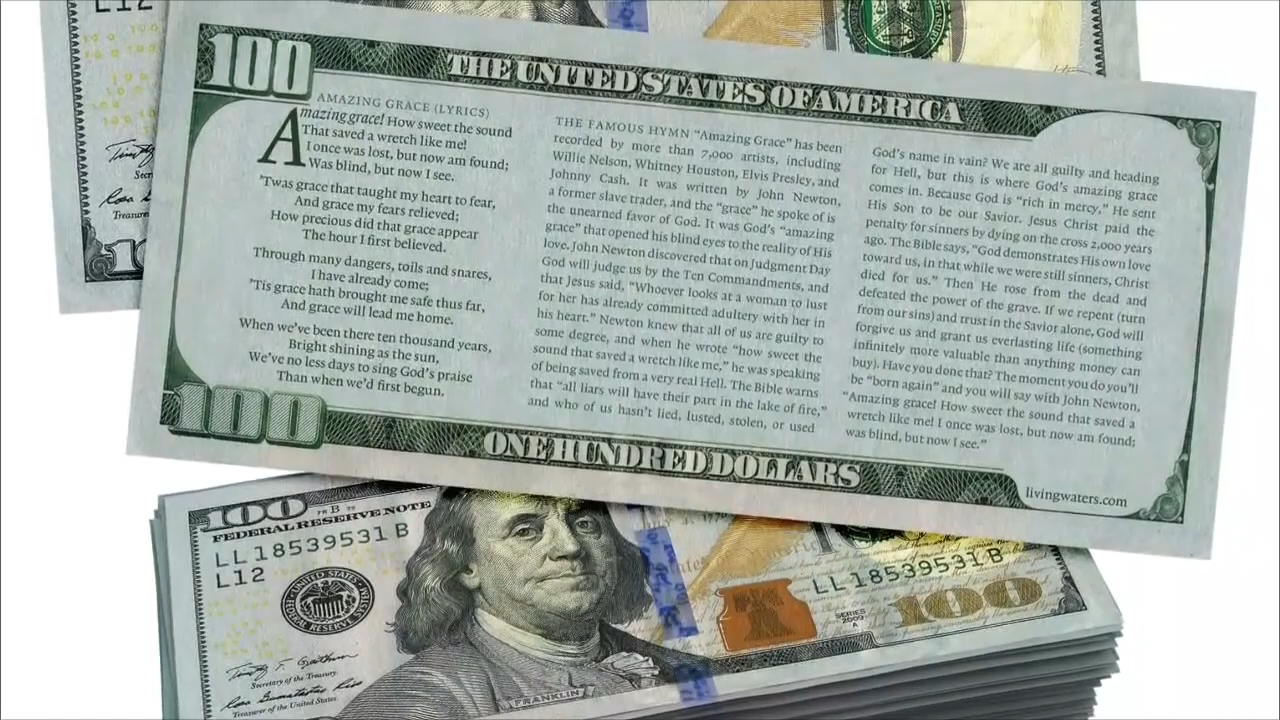 L12
100
THE UNITED STATES OF AMERICA
AMAZING GRACE (LYRICS)
Amazing grace! How sweet the sound
That saved a wretch like me!
I once was lost, but now am found;
Was blind, but now I see.
'Twas grace that taught my heart to fear,
And grace my fears relieved;
How precious did that grace appear
The hour I first believed.
Through many dangers, toils and snares,
I have already come;
'Tis grace hath brought me safe thus far,
And grace will lead me home.
When we've been there ten thousand years,
Bright shining as the sun,
We've no less days to sing God's praise
Than when we'd first begun.
THE FAMOUS HYMN "Amazing Grace" has been
recorded by more than 7,000 artists, including
Willie Nelson, Whitney Houston, Elvis Presley, and
Johnny Cash. It was written by John Newton,
a former slave trader, and the "grace" he spoke of is
the unearned favor of God. It was God's "amazing
grace" that opened his blind eyes to the reality of His
love. John Newton discovered that on Judgment Day
God will judge us by the Ten Commandments, and
that Jesus said, "Whoever looks at a woman to lust
for her has already committed adultery with her in
his heart." Newton knew that all of us are guilty to
some degree, and when he wrote "how sweet the
sound that saved a wretch like me," he was speaking
of being saved from a very real Hell. The Bible warns
that "all liars will have their part in the lake of fire,"
and who of us hasn't lied, lusted, stolen, or used
God's name in vain? We are all guilty and heading
for Hell, but this is where God's amazing grace
comes in. Because God is "rich in mercy," He sent
His Son to be our Savior. Jesus Christ paid the
penalty for sinners by dying on the cross 2,000 years
ago. The Bible says, "God demonstrates His own love
toward us, in that while we were still sinners, Christ
died for us." Then He rose from the dead and
defeated the power of the grave. If we repent (turn
from our sins) and trust in the Savior alone, God will
forgive us and grant us everlasting life (something
infinitely more valuable than anything money can
buy). Have you done that? The moment you do you'll
be "born again" and you will say with John Newton,
"Amazing grace! How sweet the sound that saved a
wretch like me! I once was lost, but now am found;
was blind, but now I see."
100
ONE HUNDRED DOLLARS
livingwaters.com
100
FEDERAL RESERVE NOTE
LL18539531B
L12
UNITED STATES
FEDERAL RESERVE
Secretary of the Treasury.
Treasurer of the United States.
FRANKLIN
LL18539531B
SERIES
2009
A
100